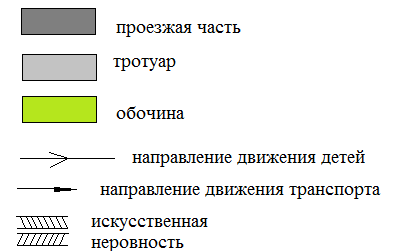 проезжая часть
тротуар
обочина
направление движения детей
направление движения транспорта
искусственная
неровность